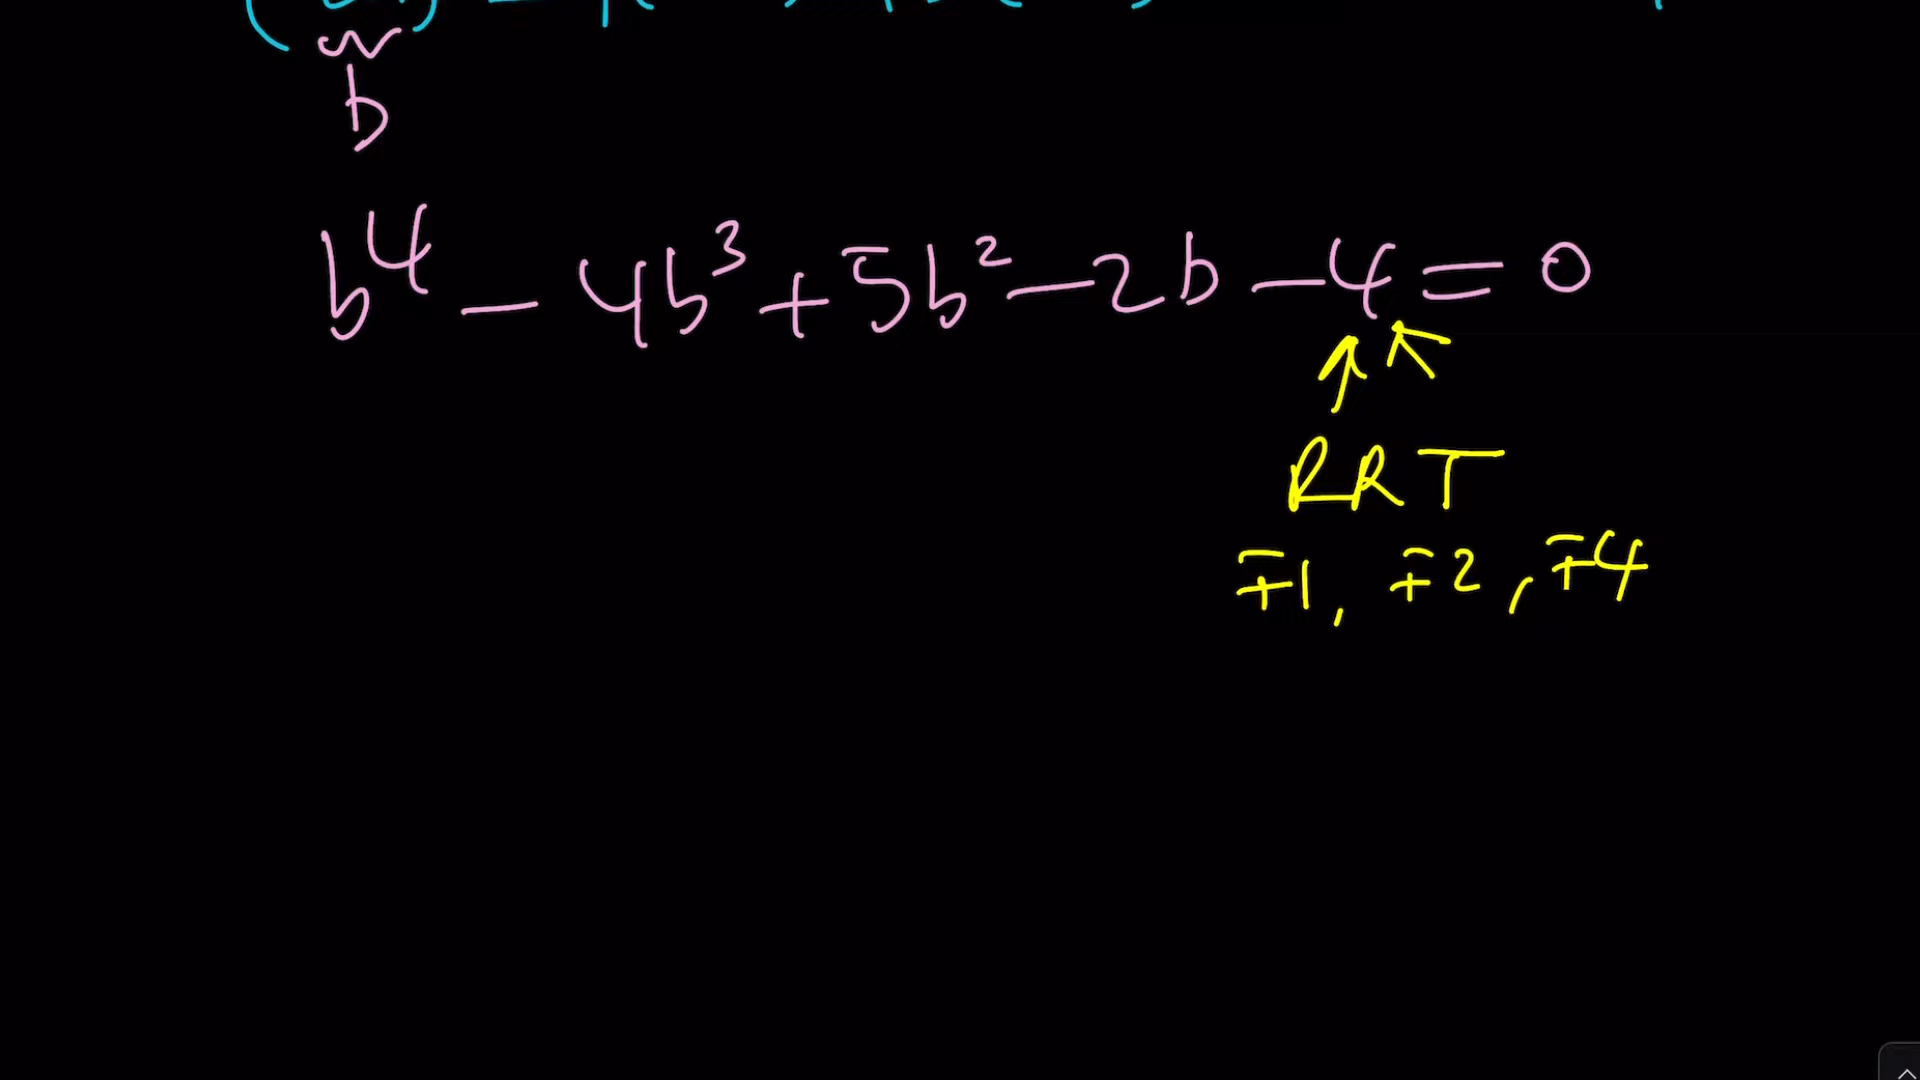 b
b⁴ − 4b³ + 5b² − 2b − 4 = 0
RRT
∓1, ∓2, ∓4